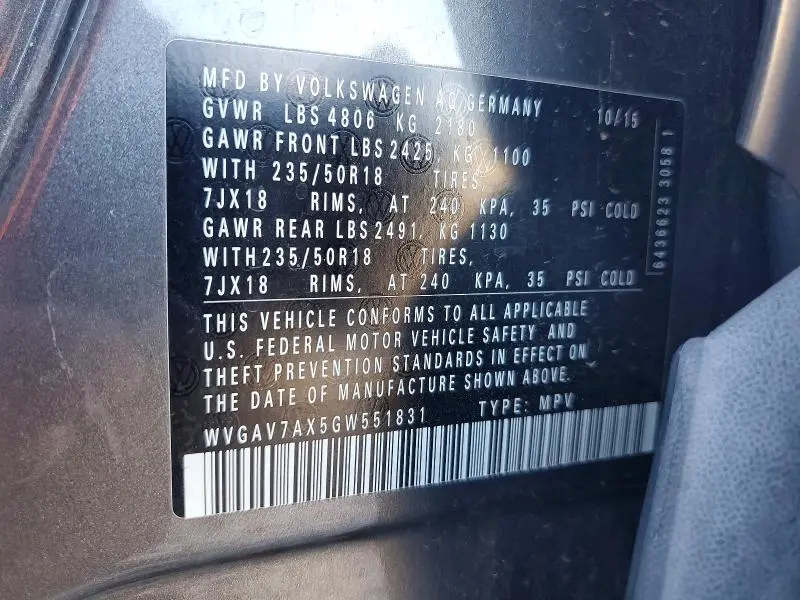 MFD BY VOLKSWAGEN AG/GERMANY 10/15
GVWR LBS 4806 KG 2180
GAWR FRONT LBS 2425, KG 1100
WITH 235/50R18 TIRES,
7JX18 RIMS, AT 240 KPA, 35 PSI COLD
GAWR REAR LBS 2491, KG 1130
WITH 235/50R18 TIRES,
7JX18 RIMS, AT 240 KPA, 35 PSI COLD
THIS VEHICLE CONFORMS TO ALL APPLICABLE
U.S. FEDERAL MOTOR VEHICLE SAFETY AND
THEFT PREVENTION STANDARDS IN EFFECT ON
THE DATE OF MANUFACTURE SHOWN ABOVE.
WVGAV7AX5GW551831 TYPE: MPV
6436623 3058 1